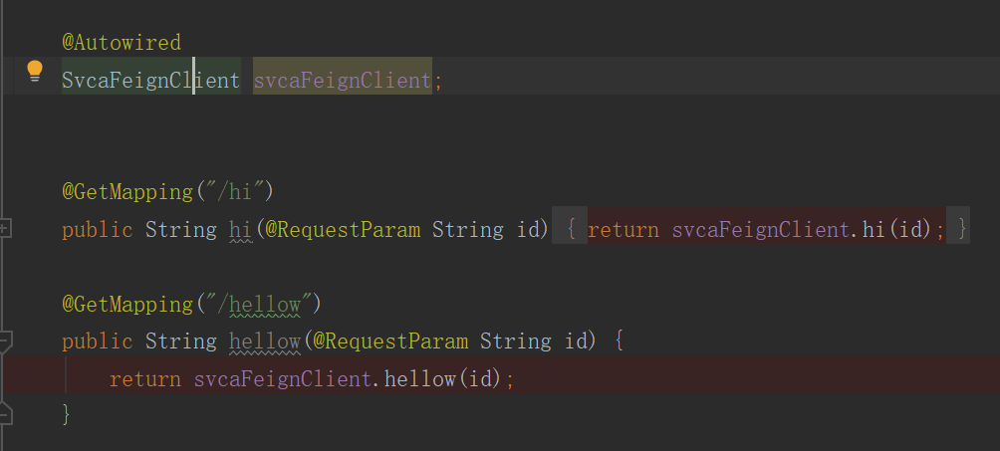 @Autowired
SvcaFeignClient svcaFeignClient;
@GetMapping("/hi")
public String hi(@RequestParam String id) { return svcaFeignClient.hi(id); }
@GetMapping("/hellow")
public String hellow(@RequestParam String id) {
return svcaFeignClient.hellow(id);
}